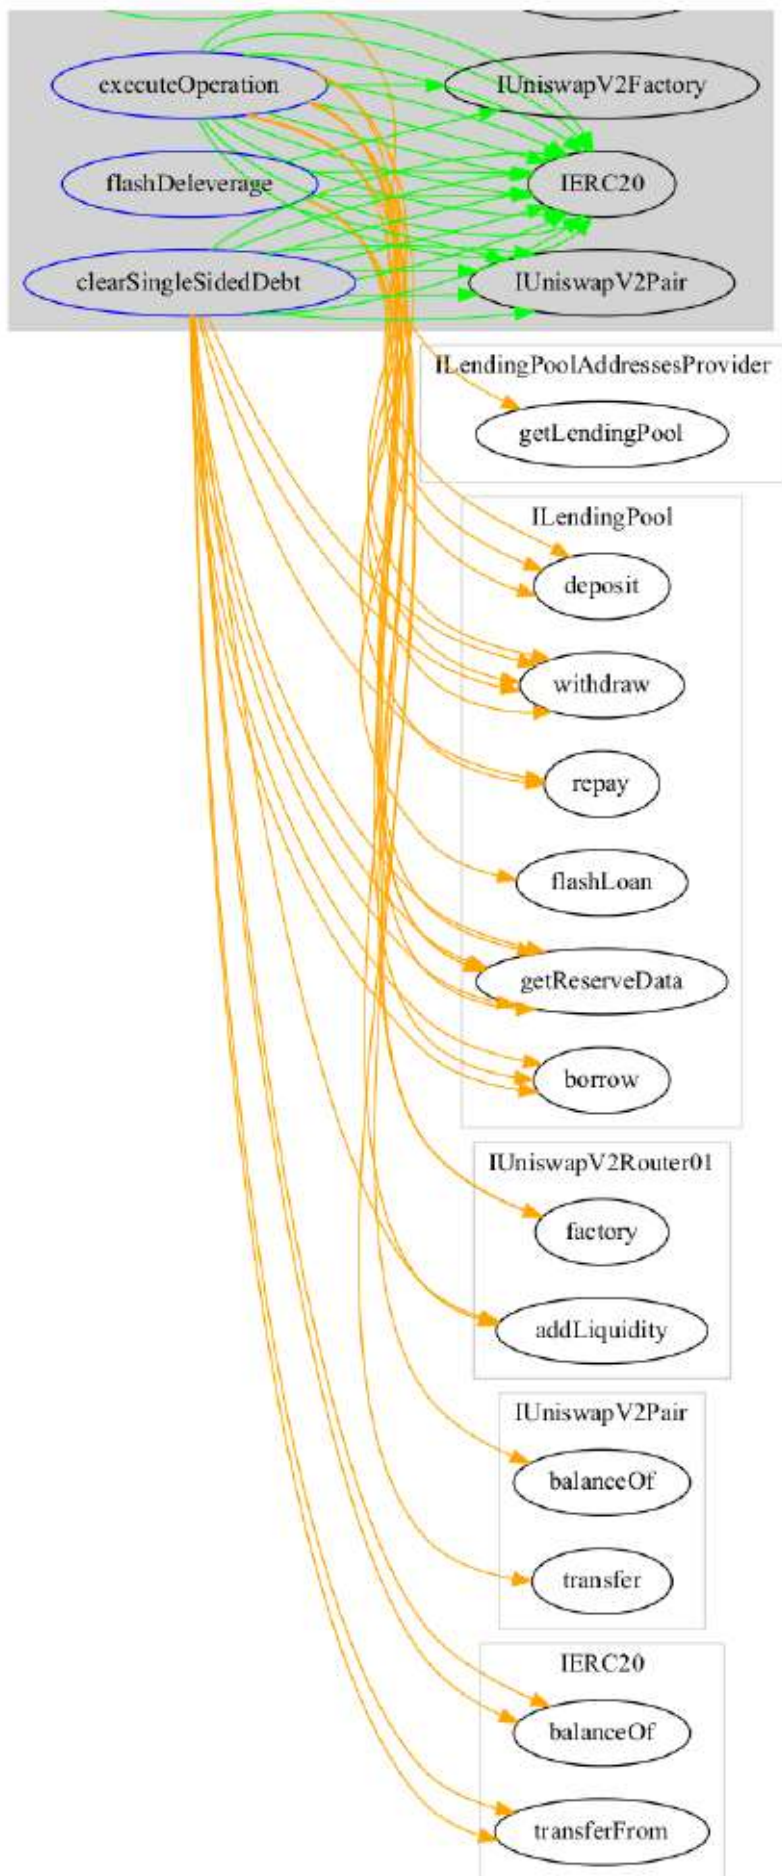 executeOperation
IUniswapV2Factory
flashDeleverage
IERC20
clearSingleSidedDebt
IUniswapV2Pair
ILendingPoolAddressesProvider
getLendingPool
ILendingPool
deposit
withdraw
repay
flashLoan
getReserveData
borrow
IUniswapV2Router01
factory
addLiquidity
IUniswapV2Pair
balanceOf
transfer
IERC20
balanceOf
transferFrom